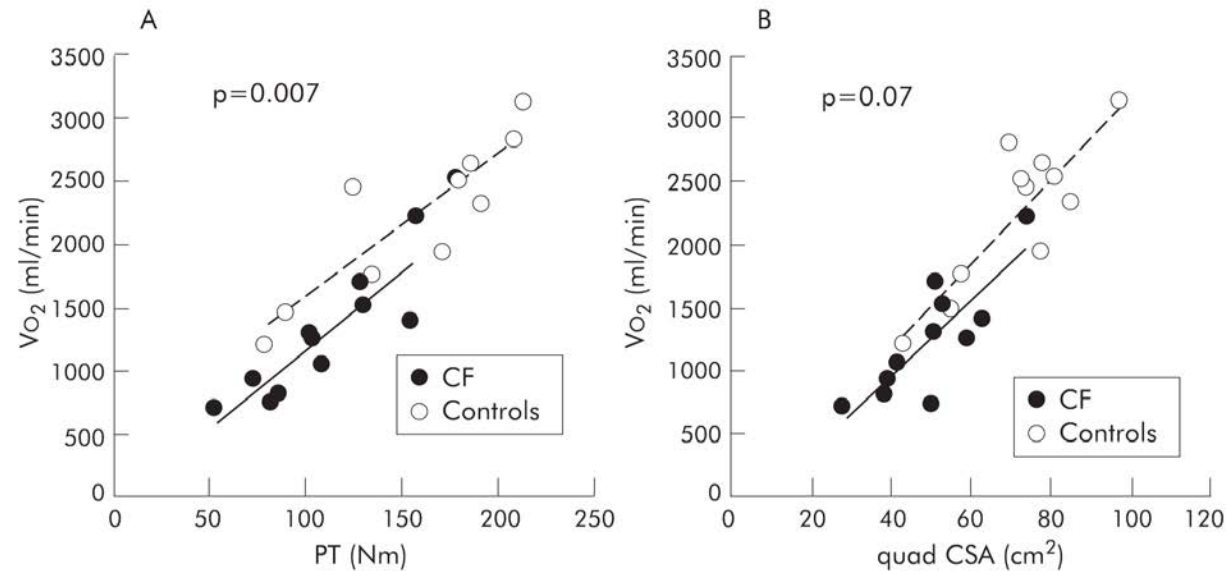 A
p=0.007
Vo₂ (ml/min)
3500
3000
2500
2000
1500
1000
500
0
0 50 100 150 200 250
PT (Nm)
CF
Controls
B
p=0.07
Vo₂ (ml/min)
3500
3000
2500
2000
1500
1000
500
0
0 20 40 60 80 100 120
quad CSA (cm²)
CF
Controls